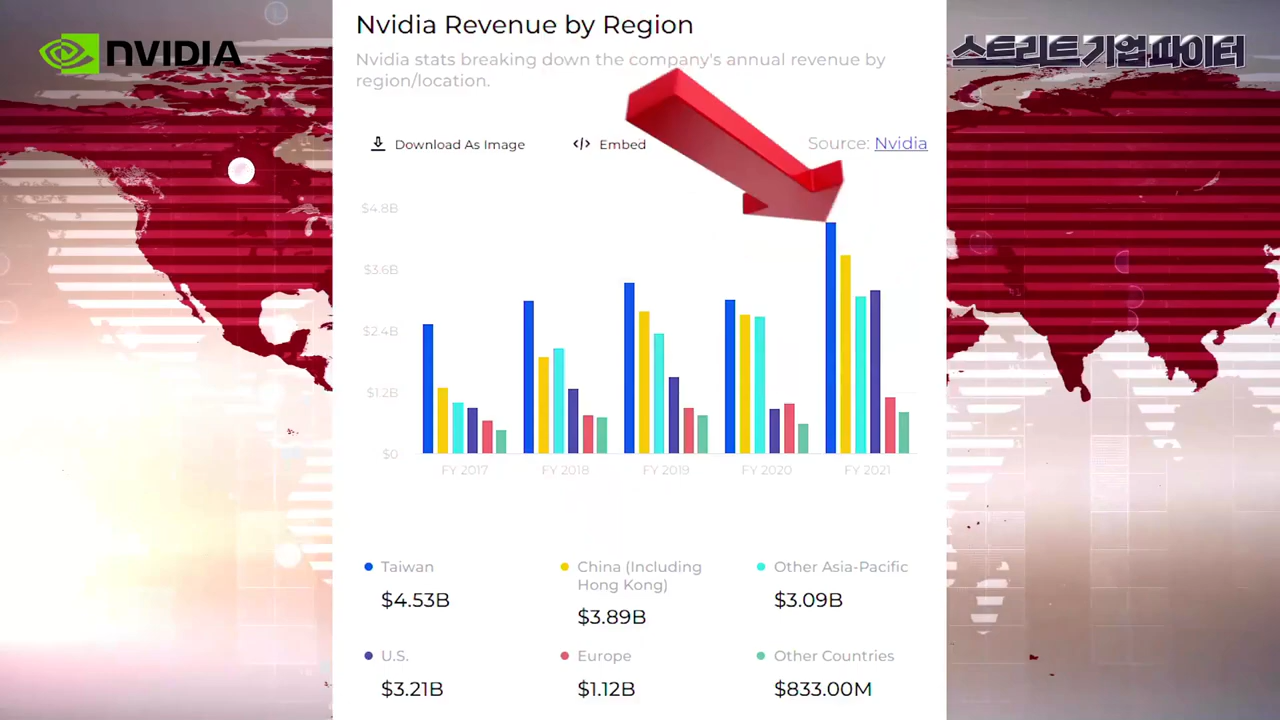 NVIDIA
스트리트 기업 파이터
Nvidia Revenue by Region
Nvidia stats breaking down the company's annual revenue by
region/location.
Download As Image
</> Embed
Source: Nvidia
$4.8B
$3.6B
$2.4B
$1.2B
$0
FY 2017
FY 2018
FY 2019
FY 2020
FY 2021
Taiwan
$4.53B
China (Including
Hong Kong)
$3.89B
Other Asia-Pacific
$3.09B
U.S.
$3.21B
Europe
$1.12B
Other Countries
$833.00M